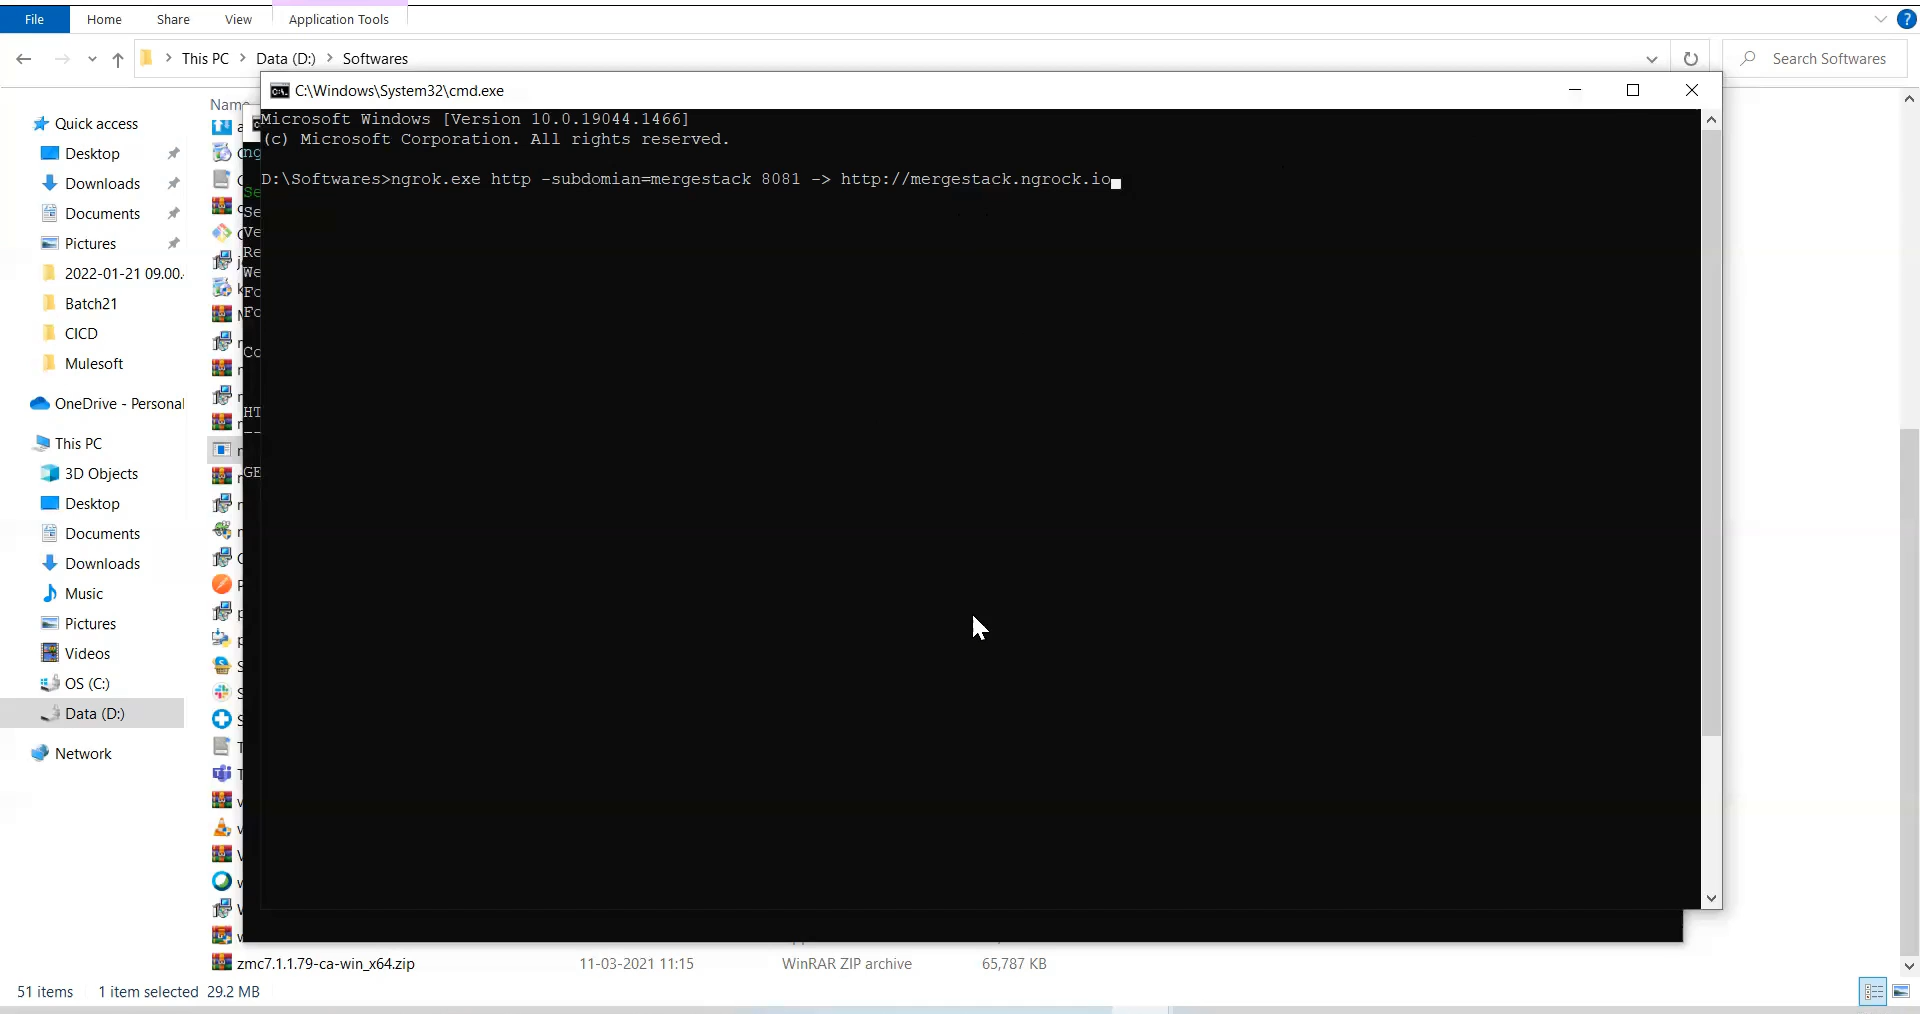 File Home Share View Application Tools
This PC > Data (D:) > Softwares
Search Softwares
C:\Windows\System32\cmd.exe
Name
Microsoft Windows [Version 10.0.19044.1466]
(c) Microsoft Corporation. All rights reserved.
D:\Softwares>ngrok.exe http -subdomian=mergestack 8081 -> http://mergestack.ngrock.io
Quick access
Desktop
Downloads
Documents
Pictures
2022-01-21 09.00.
Batch21
CICD
Mulesoft
OneDrive - Personal
This PC
3D Objects
Desktop
Documents
Downloads
Music
Pictures
Videos
OS (C:)
Data (D:)
Network
zmc7.1.1.79-ca-win_x64.zip 11-03-2021 11:15 WinRAR ZIP archive 65,787 KB
51 items 1 item selected 29.2 MB